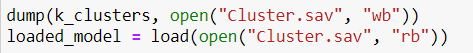 dump(k_clusters, open("Cluster.sav", "wb"))
loaded_model = load(open("Cluster.sav", "rb"))